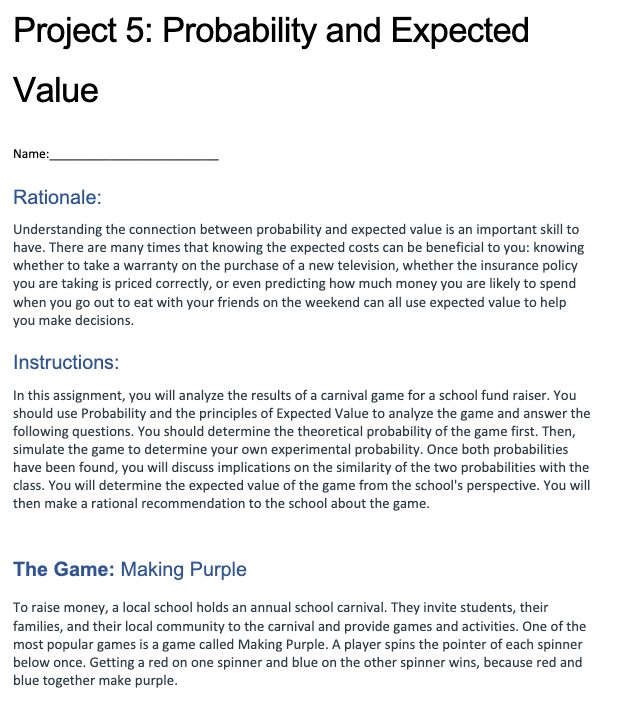 Project 5: Probability and Expected
Value
Name:________________________
Rationale:
Understanding the connection between probability and expected value is an important skill to
have. There are many times that knowing the expected costs can be beneficial to you: knowing
whether to take a warranty on the purchase of a new television, whether the insurance policy
you are taking is priced correctly, or even predicting how much money you are likely to spend
when you go out to eat with your friends on the weekend can all use expected value to help
you make decisions.
Instructions:
In this assignment, you will analyze the results of a carnival game for a school fund raiser. You
should use Probability and the principles of Expected Value to analyze the game and answer the
following questions. You should determine the theoretical probability of the game first. Then,
simulate the game to determine your own experimental probability. Once both probabilities
have been found, you will discuss implications on the similarity of the two probabilities with the
class. You will determine the expected value of the game from the school's perspective. You will
then make a rational recommendation to the school about the game.
The Game: Making Purple
To raise money, a local school holds an annual school carnival. They invite students, their
families, and their local community to the carnival and provide games and activities. One of the
most popular games is a game called Making Purple. A player spins the pointer of each spinner
below once. Getting a red on one spinner and blue on the other spinner wins, because red and
blue together make purple.